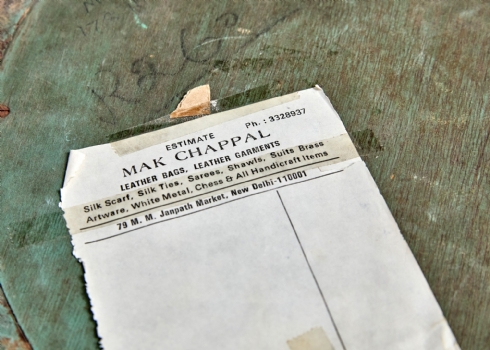 ESTIMATE Ph. : 3328937
MAK CHAPPAL
LEATHER BAGS, LEATHER GARMENTS
Silk Scarf, Silk Ties, Sarees, Shawls, Suits Brass
Artware, White Metal, Chess & All Handicraft Items
79 M. M. Janpath Market, New Delhi-110001